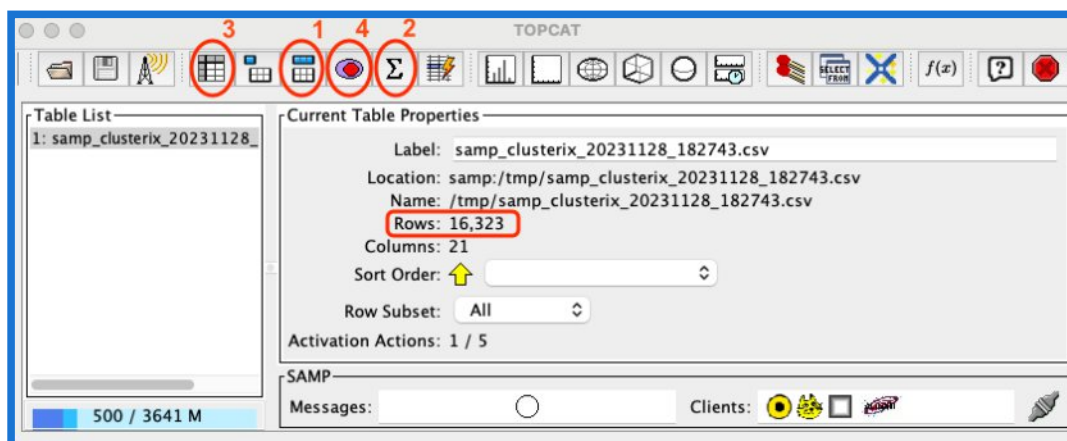 3 1 4 2
TOPCAT
Σ SELECT FROM f(x) ?
Table List
1: samp_clusterix_20231128_
500 / 3641 M
Current Table Properties
Label: samp_clusterix_20231128_182743.csv
Location: samp:/tmp/samp_clusterix_20231128_182743.csv
Name: /tmp/samp_clusterix_20231128_182743.csv
Rows: 16,323
Columns: 21
Sort Order:
Row Subset: All
Activation Actions: 1 / 5
SAMP
Messages: Clients: